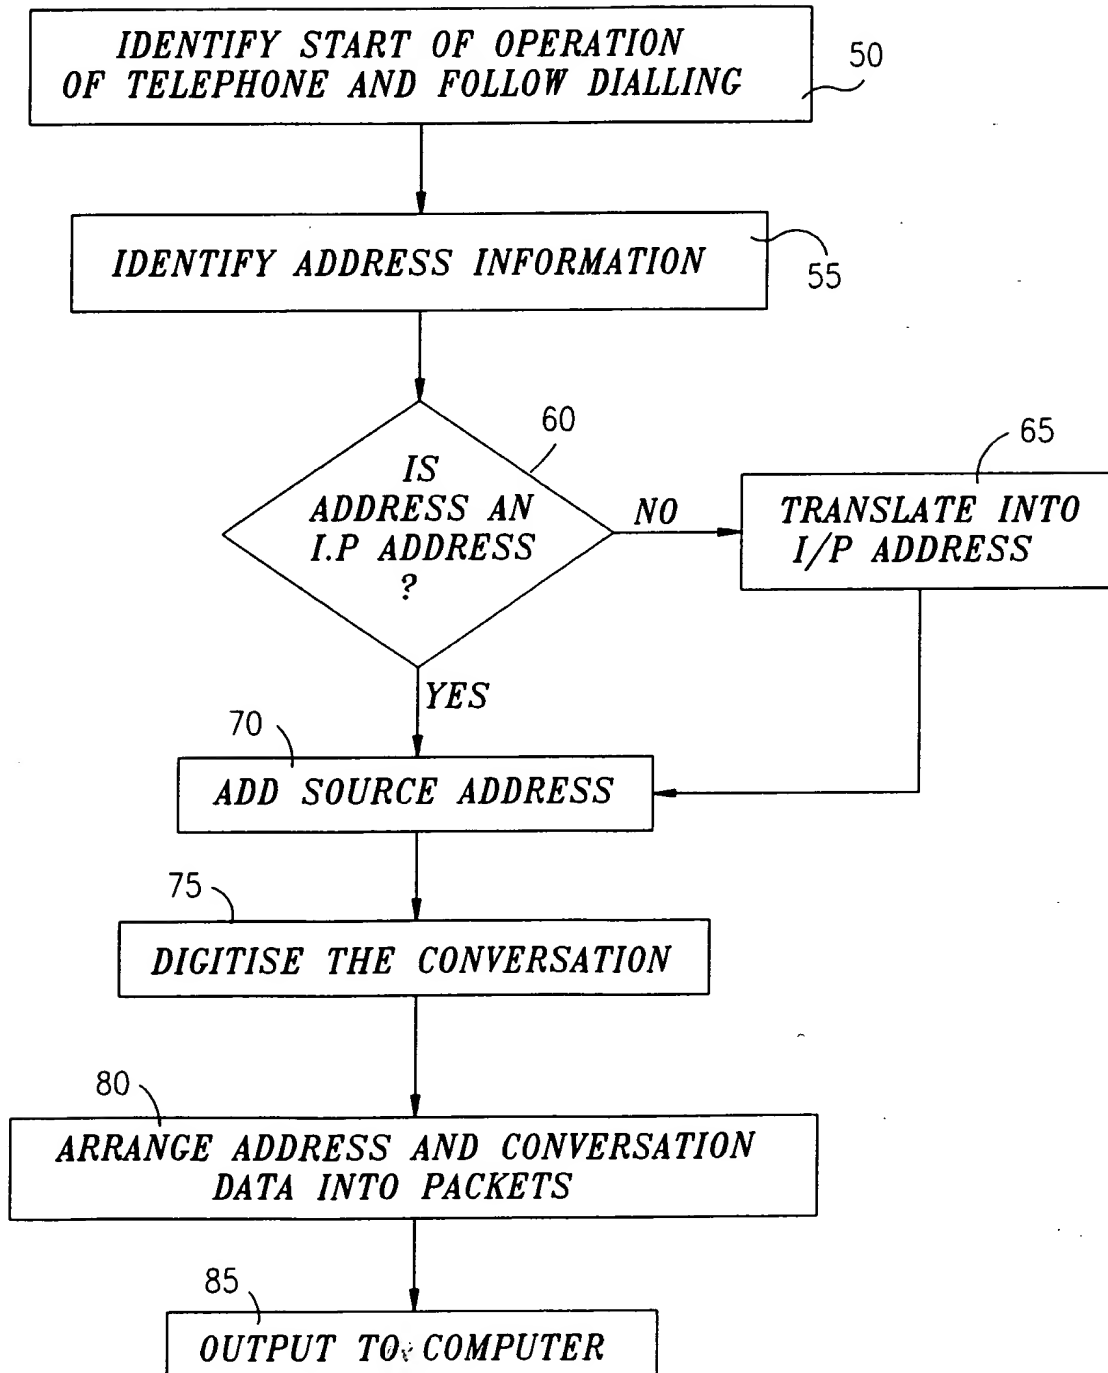 IDENTIFY START OF OPERATION
OF TELEPHONE AND FOLLOW DIALLING
50
IDENTIFY ADDRESS INFORMATION
55
60
IS
ADDRESS AN
I.P ADDRESS
?
NO
65
TRANSLATE INTO
I/P ADDRESS
YES
70
ADD SOURCE ADDRESS
75
DIGITISE THE CONVERSATION
80
ARRANGE ADDRESS AND CONVERSATION
DATA INTO PACKETS
85
OUTPUT TO COMPUTER